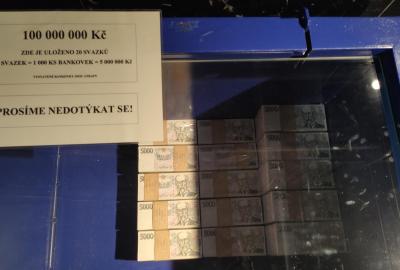 100 000 000 Kč
ZDE JE ULOŽENO 20 SVAZKŮ
SVAZEK = 1 000 KS BANKOVEK = 5 000 000 Kč
PROSÍME NEDOTÝKAT SE!
5000
5000
5000
5000
5000